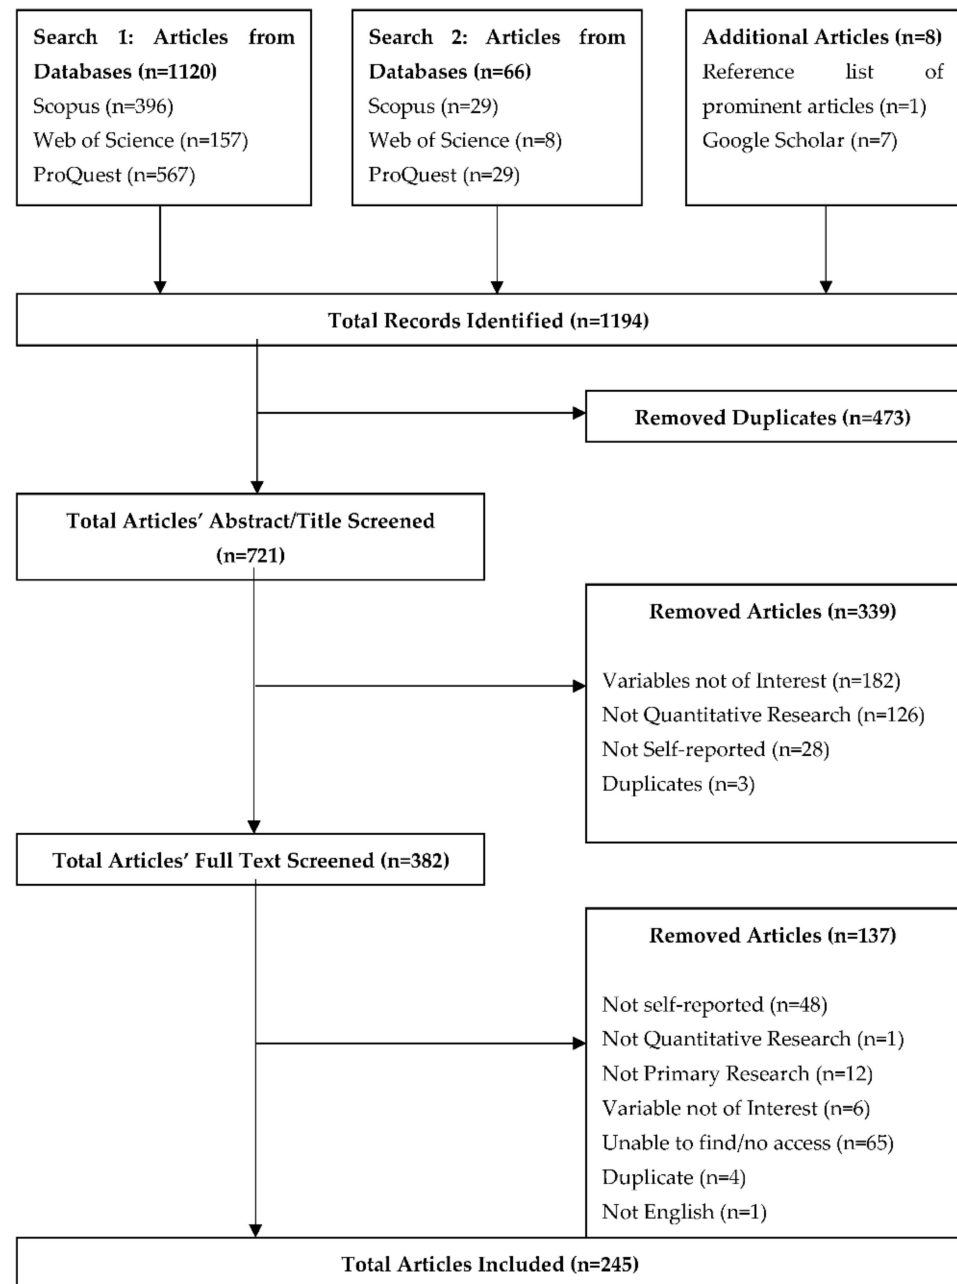 Search 1: Articles from
Databases (n=1120)
Scopus (n=396)
Web of Science (n=157)
ProQuest (n=567)
Search 2: Articles from
Databases (n=66)
Scopus (n=29)
Web of Science (n=8)
ProQuest (n=29)
Additional Articles (n=8)
Reference list of
prominent articles (n=1)
Google Scholar (n=7)
Total Records Identified (n=1194)
Removed Duplicates (n=473)
Total Articles’ Abstract/Title Screened
(n=721)
Removed Articles (n=339)
Variables not of Interest (n=182)
Not Quantitative Research (n=126)
Not Self-reported (n=28)
Duplicates (n=3)
Total Articles’ Full Text Screened (n=382)
Removed Articles (n=137)
Not self-reported (n=48)
Not Quantitative Research (n=1)
Not Primary Research (n=12)
Variable not of Interest (n=6)
Unable to find/no access (n=65)
Duplicate (n=4)
Not English (n=1)
Total Articles Included (n=245)